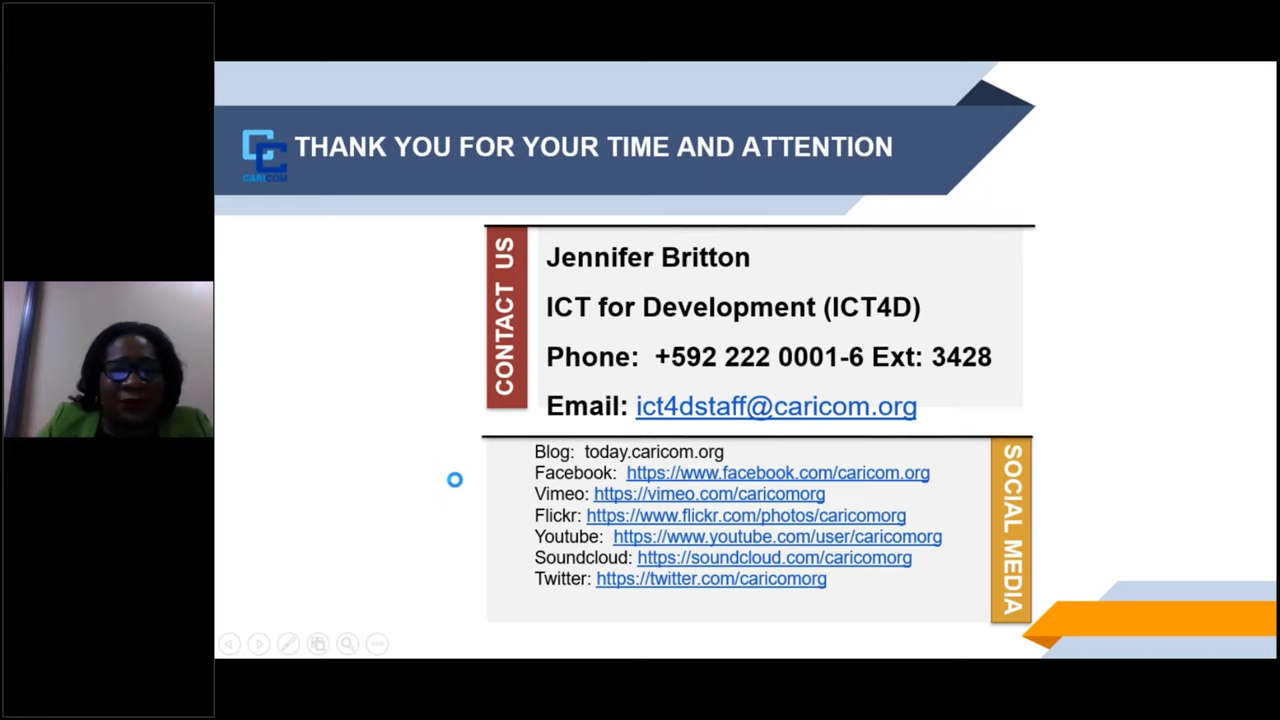 THANK YOU FOR YOUR TIME AND ATTENTION
CARICOM
CONTACT US
Jennifer Britton
ICT for Development (ICT4D)
Phone: +592 222 0001-6 Ext: 3428
Email: ict4dstaff@caricom.org
Blog: today.caricom.org
Facebook: https://www.facebook.com/caricom.org
Vimeo: https://vimeo.com/caricomorg
Flickr: https://www.flickr.com/photos/caricomorg
Youtube: https://www.youtube.com/user/caricomorg
Soundcloud: https://soundcloud.com/caricomorg
Twitter: https://twitter.com/caricomorg
SOCIAL MEDIA